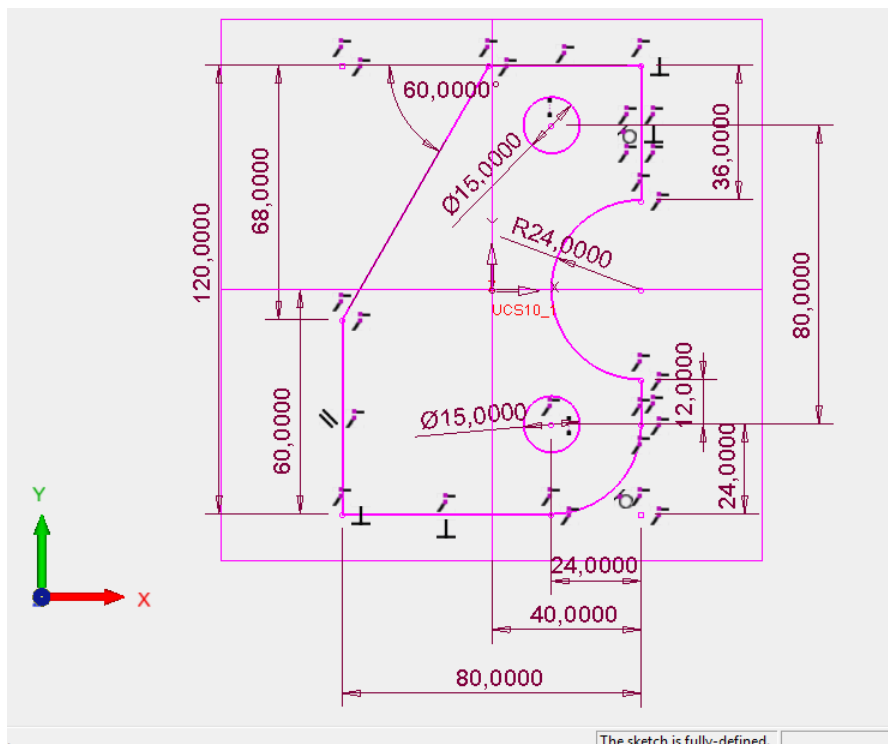 60,0000°
Ø15,0000
36,0000
68,0000
120,0000
R24,0000
80,0000
Y
X
UCS10_1
12,0000
Ø15,0000
60,0000
24,0000
Y
X
24,0000
40,0000
80,0000
The sketch is fully-defined.